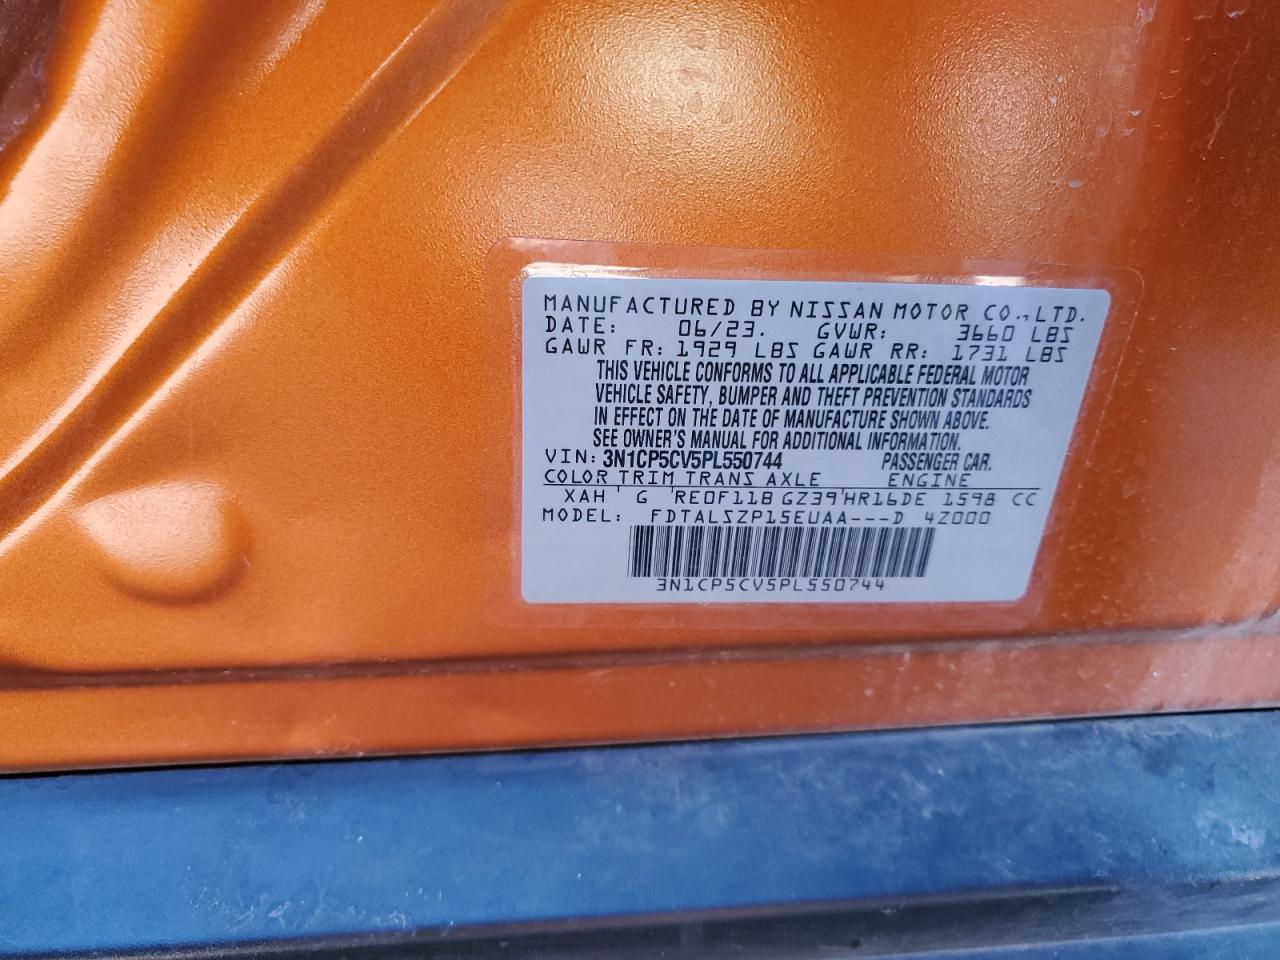 MANUFACTURED BY NISSAN MOTOR CO.,LTD.
DATE: 06/23. GVWR: 3660 LBS
GAWR FR: 1929 LBS GAWR RR: 1731 LBS
THIS VEHICLE CONFORMS TO ALL APPLICABLE FEDERAL MOTOR
VEHICLE SAFETY, BUMPER AND THEFT PREVENTION STANDARDS
IN EFFECT ON THE DATE OF MANUFACTURE SHOWN ABOVE.
SEE OWNER'S MANUAL FOR ADDITIONAL INFORMATION.
VIN: 3N1CP5CV5PL550744 PASSENGER CAR.
COLOR TRIM TRANS AXLE ENGINE
XAH G RE0F11B GZ39 HR16DE 1598 CC
MODEL: FDTALSZP15EUAA---D 4Z000
3N1CP5CV5PL550744